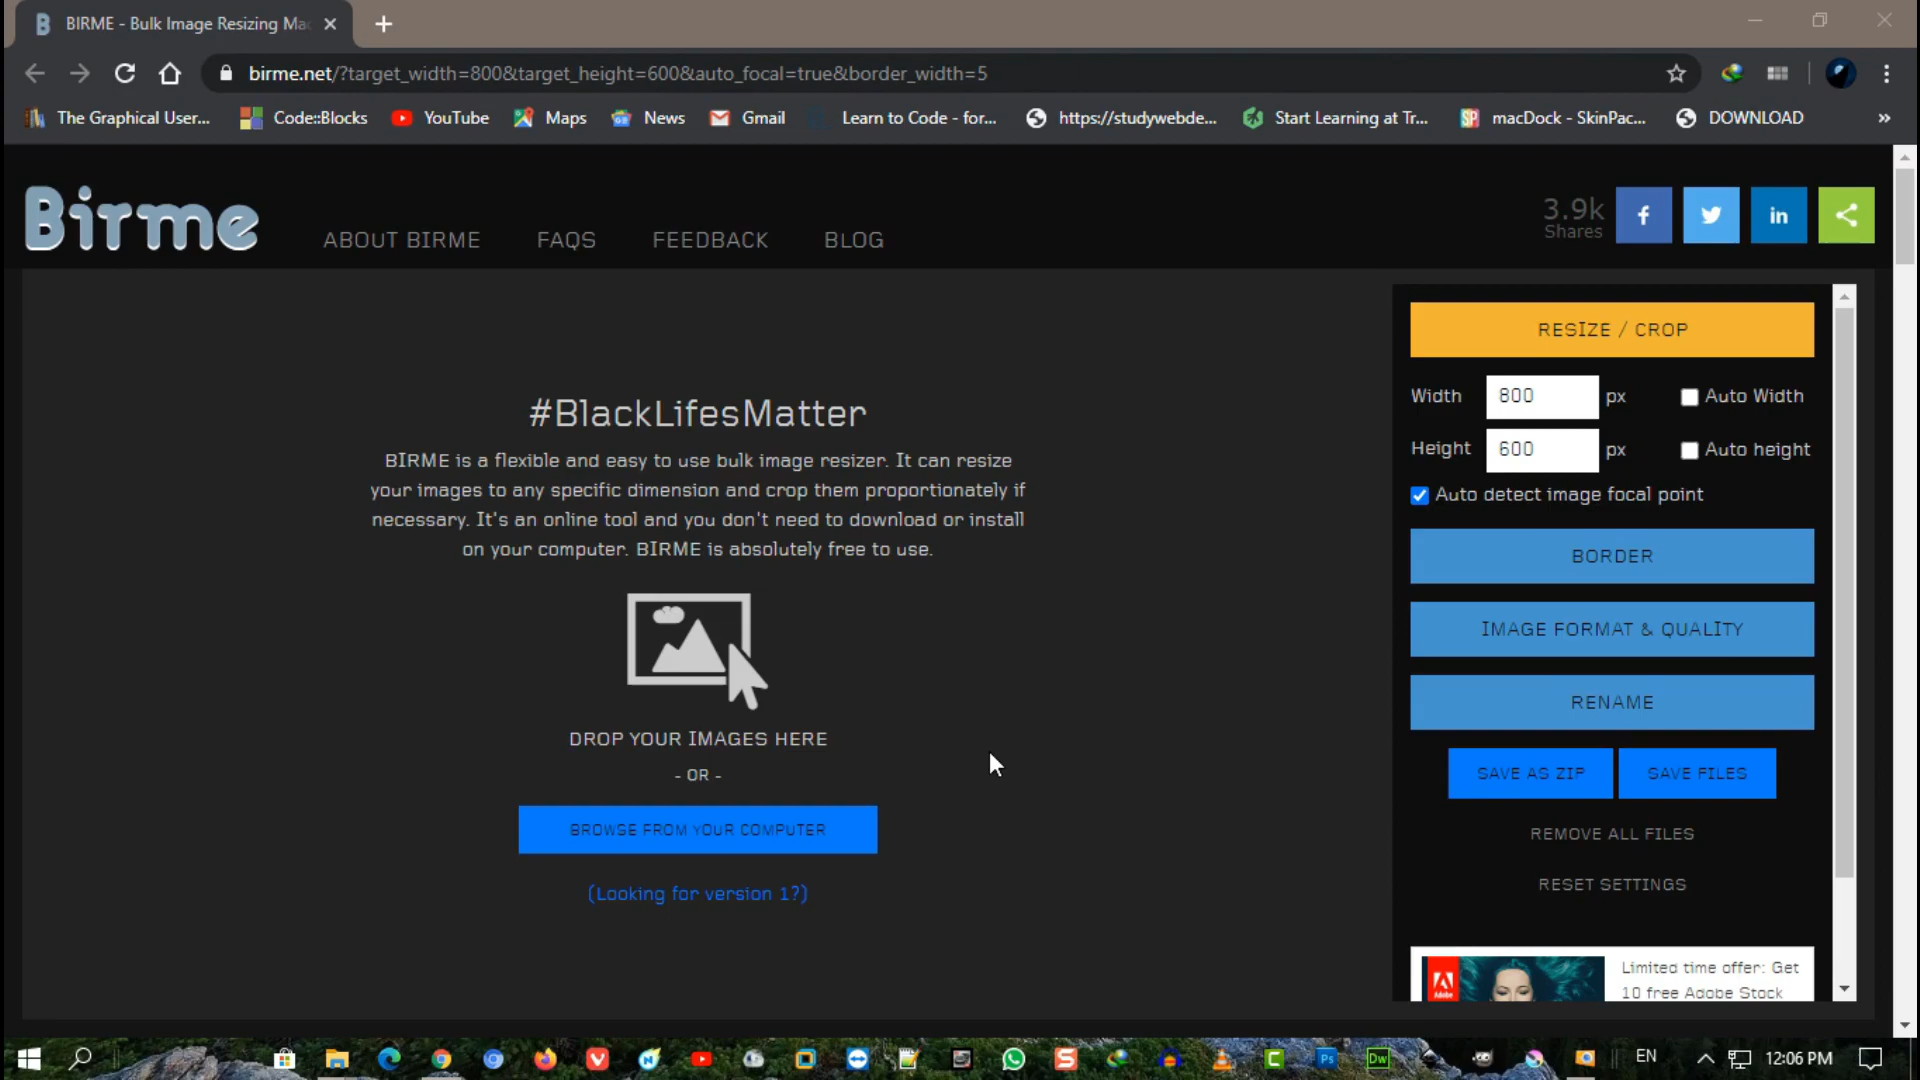 BIRME - Bulk Image Resizing Mac
birme.net/?target_width=800&target_height=600&auto_focal=true&border_width=5
The Graphical User...
Code::Blocks
YouTube
Maps
News
Gmail
Learn to Code - for...
https://studywebde...
Start Learning at Tr...
macDock - SkinPac...
DOWNLOAD
»
Birme
ABOUT BIRME
FAQS
FEEDBACK
BLOG
3.9k
Shares
#BlackLifesMatter
BIRME is a flexible and easy to use bulk image resizer. It can resize
your images to any specific dimension and crop them proportionately if
necessary. It's an online tool and you don't need to download or install
on your computer. BIRME is absolutely free to use.
DROP YOUR IMAGES HERE
- OR -
BROWSE FROM YOUR COMPUTER
(Looking for version 1?)
RESIZE / CROP
Width 800 px Auto Width
Height 600 px Auto height
Auto detect image focal point
BORDER
IMAGE FORMAT & QUALITY
RENAME
SAVE AS ZIP SAVE FILES
REMOVE ALL FILES
RESET SETTINGS
Adobe
Limited time offer: Get
10 free Adobe Stock
EN
12:06 PM